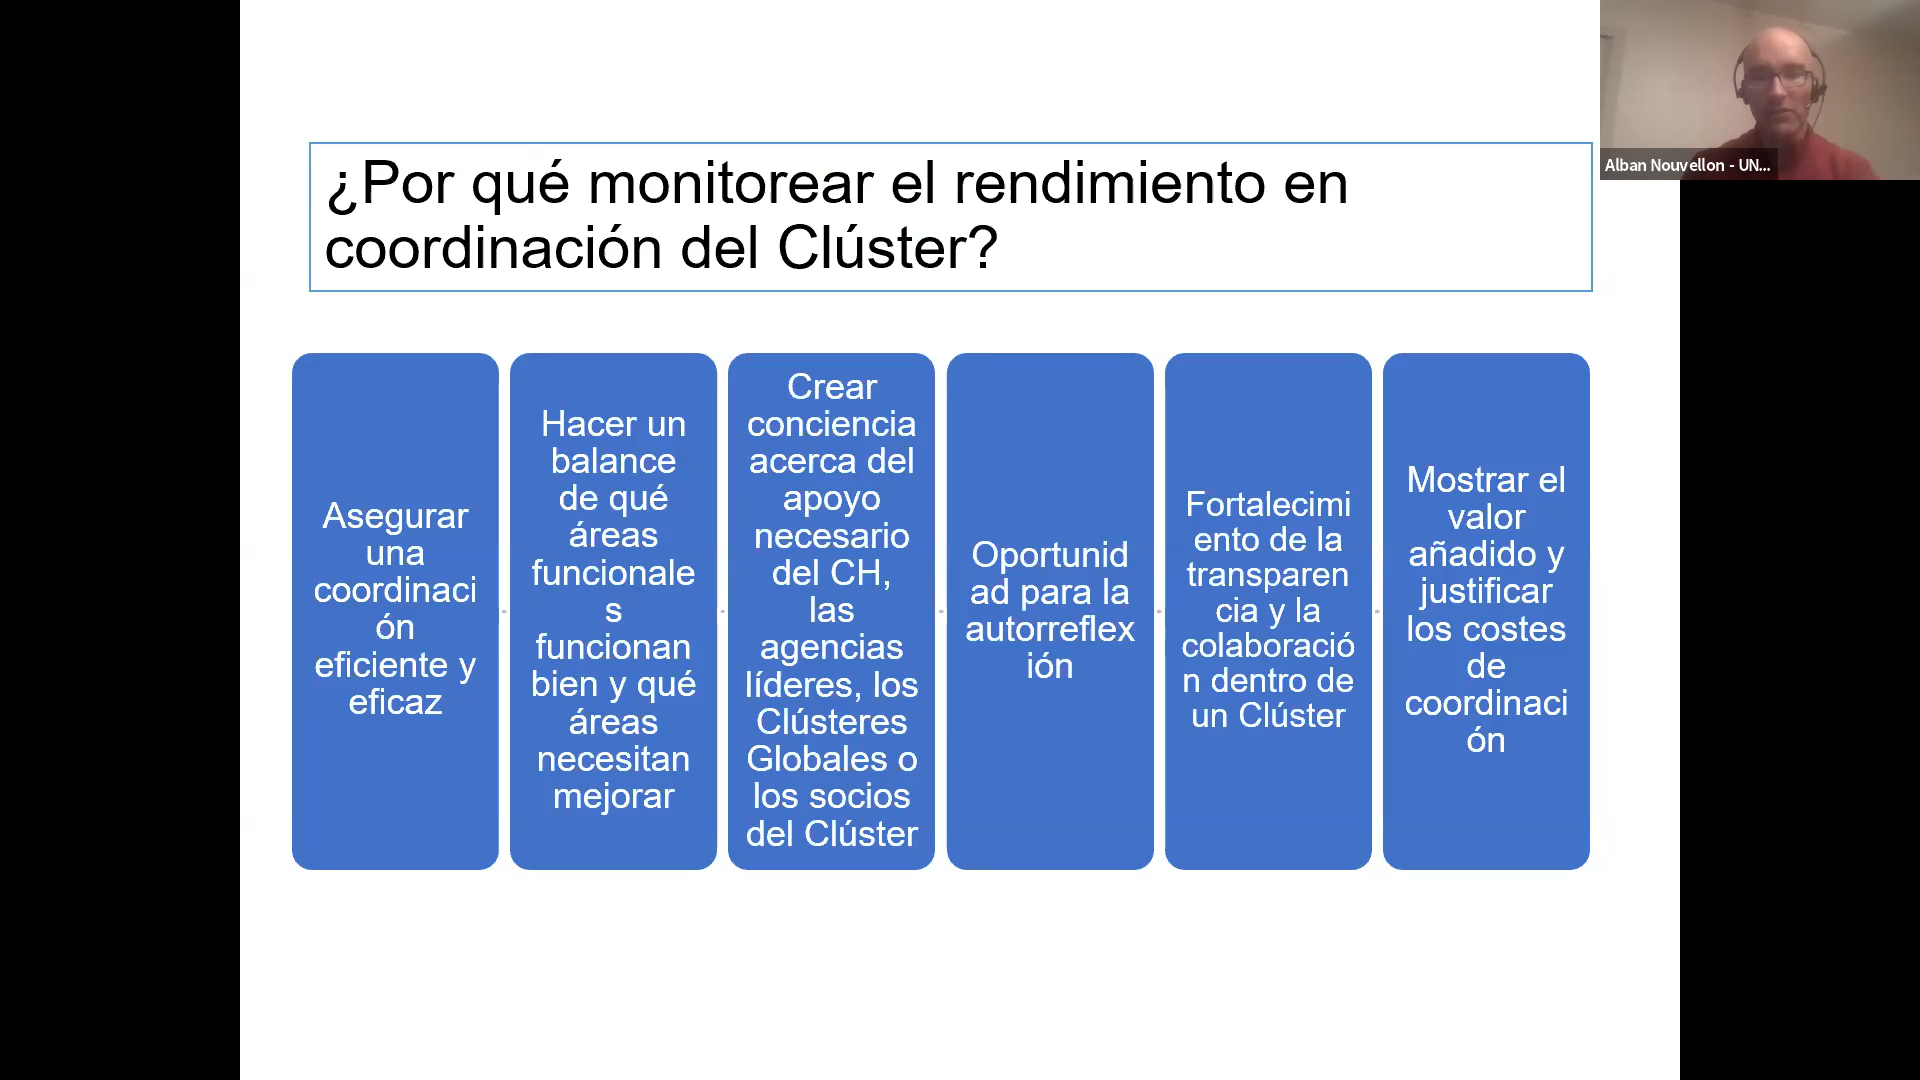 ¿Por qué monitorear el rendimiento en
coordinación del Clúster?
Asegurar
una
coordinaci
ón
eficiente y
eficaz
Hacer un
balance
de qué
áreas
funcionale
s
funcionan
bien y qué
áreas
necesitan
mejorar
Crear
conciencia
acerca del
apoyo
necesario
del CH,
las
agencias
líderes, los
Clústeres
Globales o
los socios
del Clúster
Oportunid
ad para la
autorreflex
ión
Fortalecimi
ento de la
transparen
cia y la
colaboració
n dentro de
un Clúster
Mostrar el
valor
añadido y
justificar
los costes
de
coordinaci
ón
Alban Nouvellon - UN...